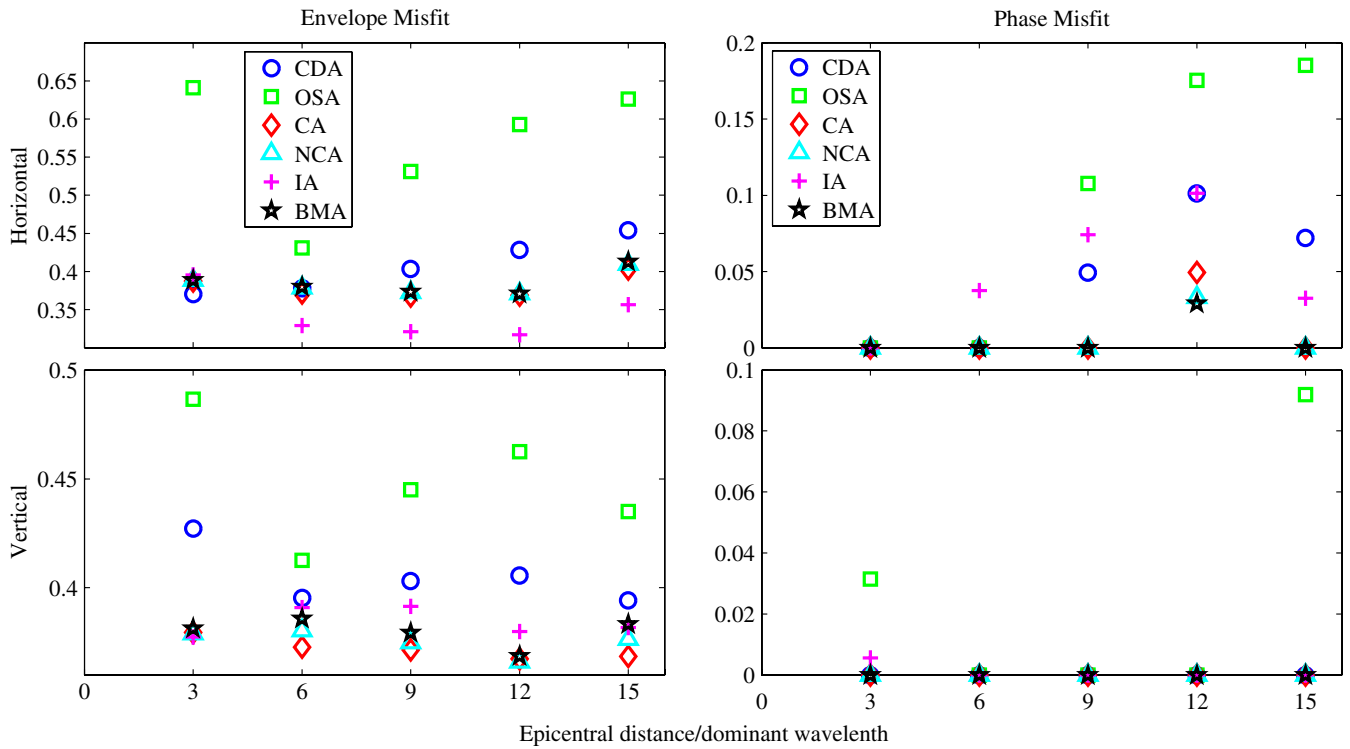 Envelope Misfit
Phase Misfit
Horizontal
0.65
0.6
0.55
0.5
0.45
0.4
0.35
CDA
OSA
CA
NCA
IA
BMA
0.2
0.15
0.1
0.05
0
CDA
OSA
CA
NCA
IA
BMA
Vertical
0.5
0.45
0.4
0 3 6 9 12 15
0.1
0.08
0.06
0.04
0.02
0
0 3 6 9 12 15
Epicentral distance/dominant wavelenth